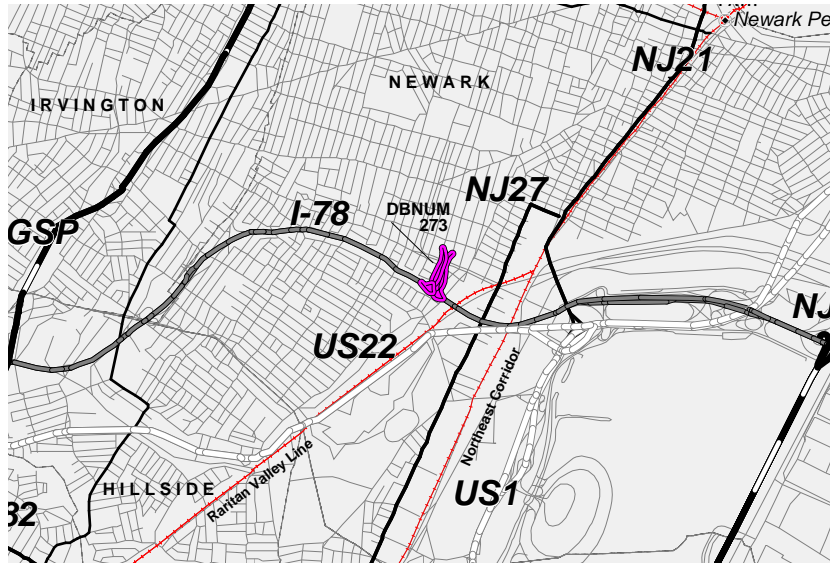 Newark Pe
NJ21
NEWARK
IRVINGTON
NJ27
I-78
DBNUM
273
GSP
NJ
US22
Northeast Corridor
Raritan Valley Line
HILLSIDE
US1
82